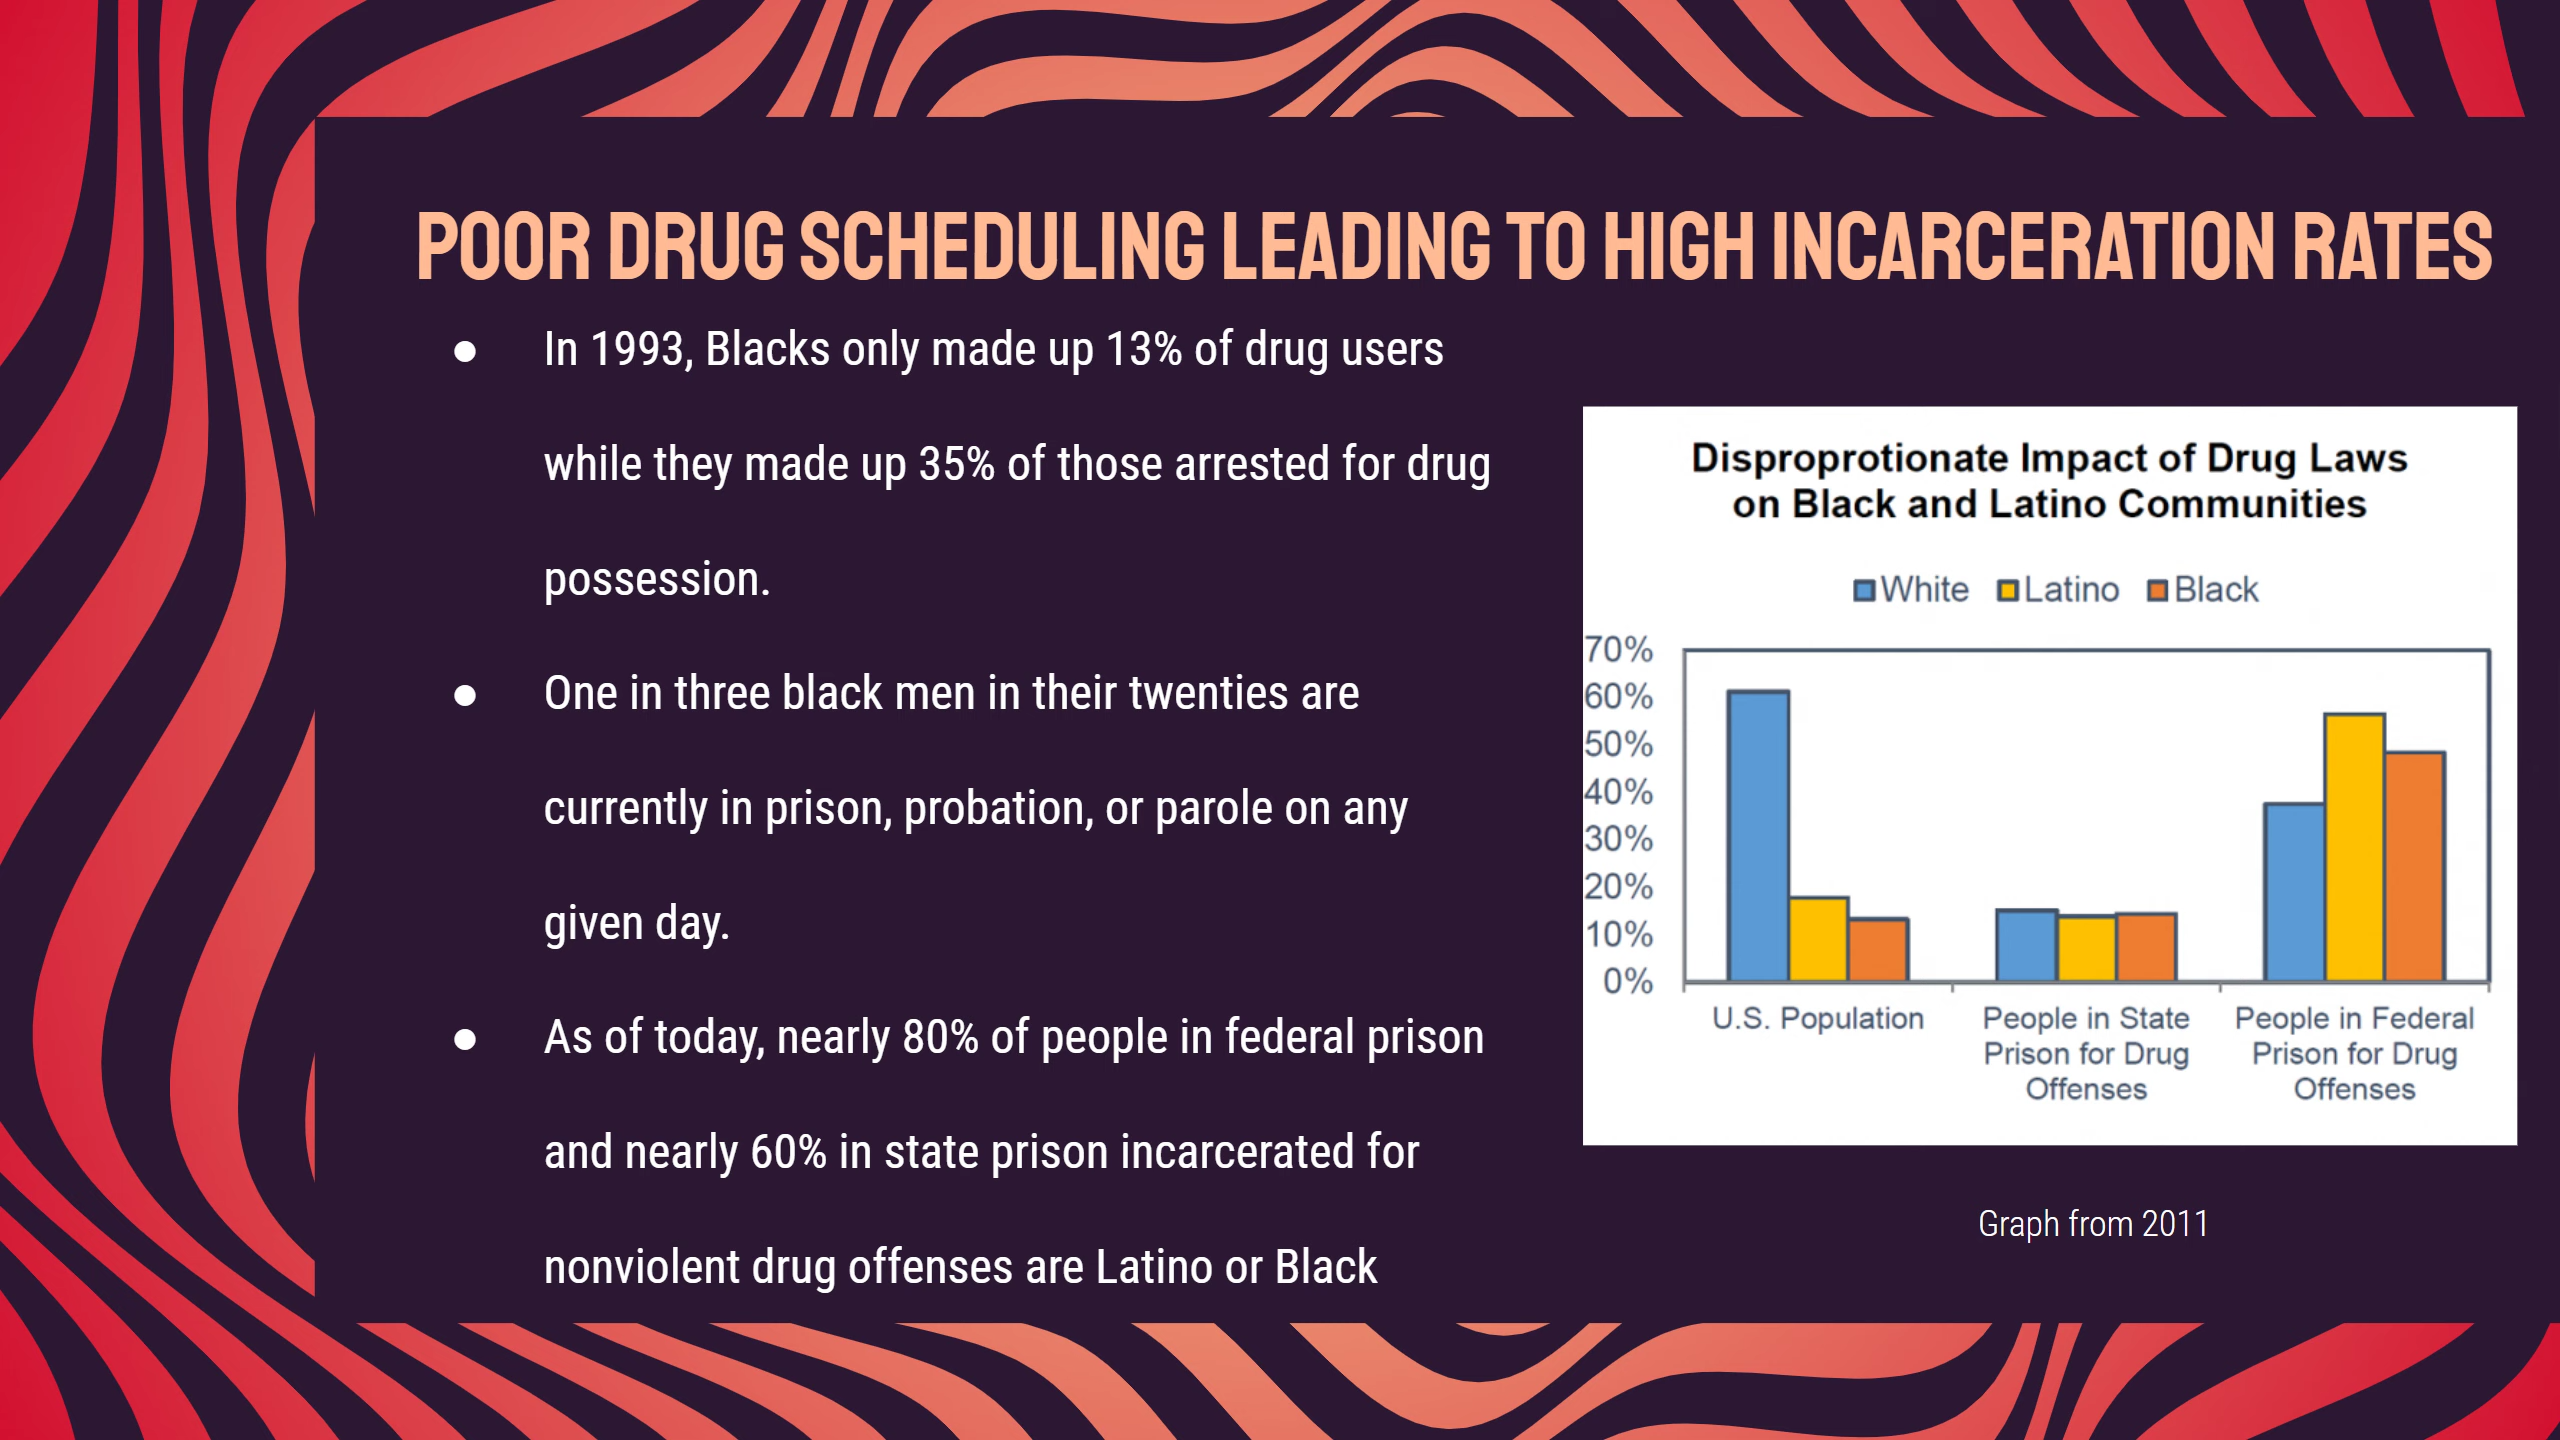 POOR DRUG SCHEDULING LEADING TO HIGH INCARCERATION RATES
● In 1993, Blacks only made up 13% of drug users
while they made up 35% of those arrested for drug
possession.
● One in three black men in their twenties are
currently in prison, probation, or parole on any
given day.
● As of today, nearly 80% of people in federal prison
and nearly 60% in state prison incarcerated for
nonviolent drug offenses are Latino or Black
Disproprotionate Impact of Drug Laws
on Black and Latino Communities
White Latino Black
70%
60%
50%
40%
30%
20%
10%
0%
U.S. Population
People in State
Prison for Drug
Offenses
People in Federal
Prison for Drug
Offenses
Graph from 2011